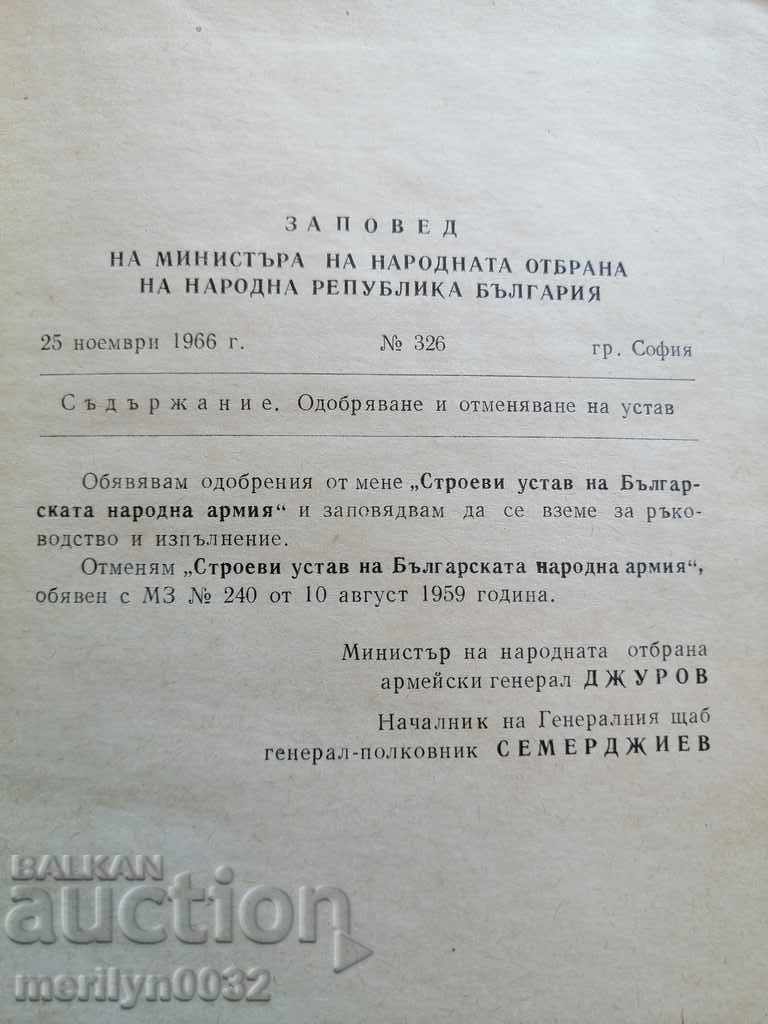 ЗАПОВЕД
НА МИНИСТЪРА НА НАРОДНАТА ОТБРАНА
НА НАРОДНА РЕПУБЛИКА БЪЛГАРИЯ
25 ноември 1966 г. № 326 гр. София
Съдържание. Одобряване и отменяване на устав
Обявявам одобрения от мене „Строеви устав на Българ-
ската народна армия“ и заповядвам да се вземе за ръко-
водство и изпълнение.
Отменям „Строеви устав на Българската народна армия“,
обявен с МЗ № 240 от 10 август 1959 година.
Министър на народната отбрана
армейски генерал ДЖУРОВ
Началник на Генералния щаб
генерал-полковник СЕМЕРДЖИЕВ
BALKAN
auction
merilyn0032